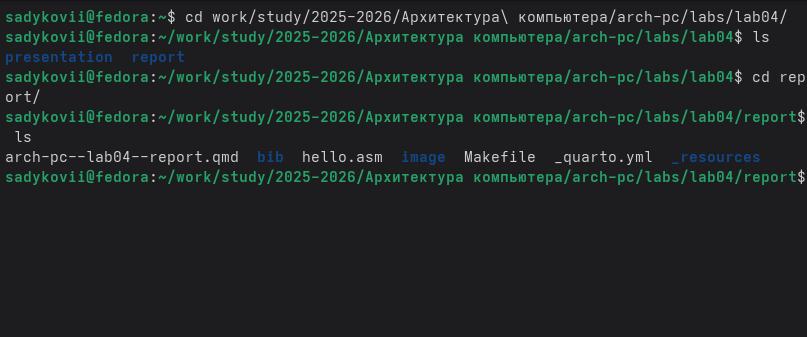 sadykovii@fedora:~$ cd work/study/2025-2026/Архитектура\ компьютера/arch-pc/labs/lab04/
sadykovii@fedora:~/work/study/2025-2026/Архитектура компьютера/arch-pc/labs/lab04$ ls
presentation  report
sadykovii@fedora:~/work/study/2025-2026/Архитектура компьютера/arch-pc/labs/lab04$ cd rep
ort/
sadykovii@fedora:~/work/study/2025-2026/Архитектура компьютера/arch-pc/labs/lab04/report$
 ls
arch-pc--lab04--report.qmd  bib  hello.asm  image  Makefile  _quarto.yml  _resources
sadykovii@fedora:~/work/study/2025-2026/Архитектура компьютера/arch-pc/labs/lab04/report$